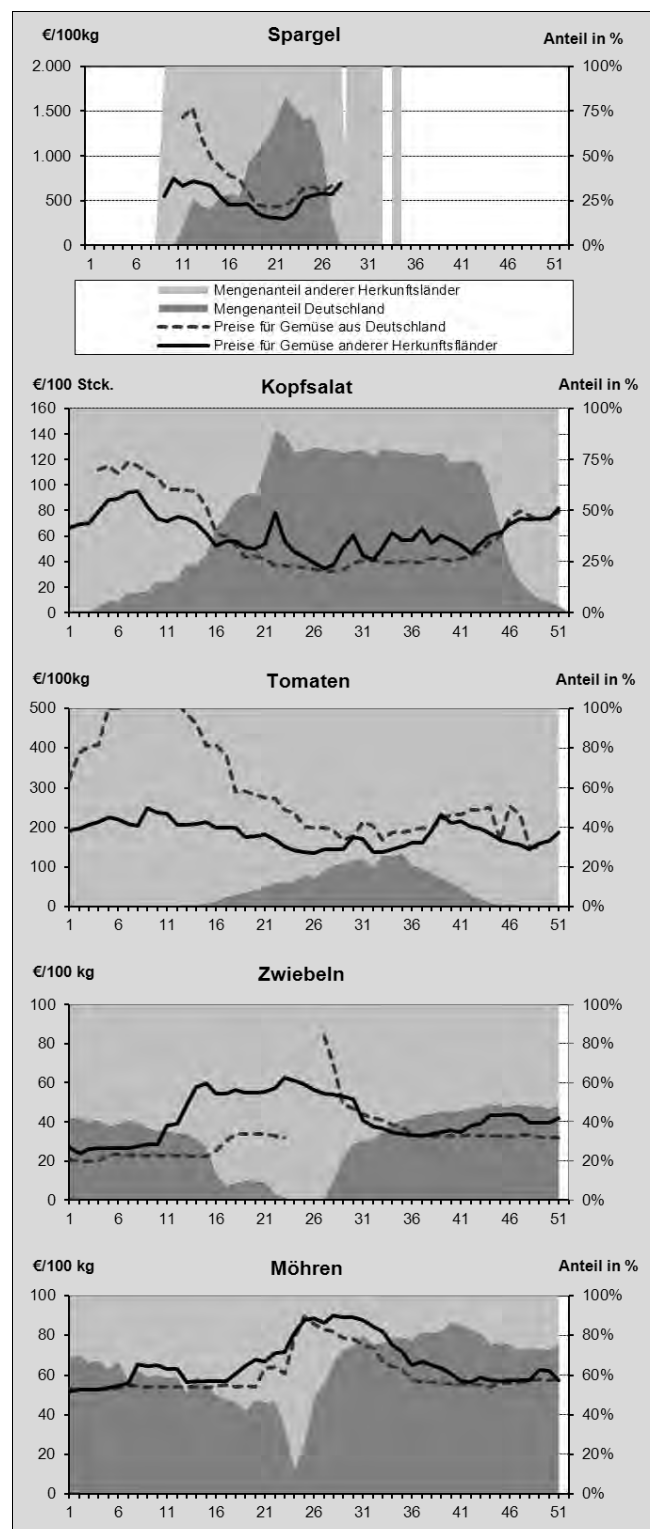 €/100kg Spargel Anteil in %
2.000 100%
1.500 75%
1.000 50%
500 25%
0 0%
1 6 11 16 21 26 31 36 41 46 51
Mengenanteil anderer Herkunftsländer
Mengenanteil Deutschland
Preise für Gemüse aus Deutschland
Preise für Gemüse anderer Herkunftsfländer
€/100 Stck. Kopfsalat Anteil in %
160 100%
140
120 75%
100
80 50%
60
40 25%
20
0 0%
1 6 11 16 21 26 31 36 41 46 51
€/100kg Tomaten Anteil in %
500 100%
400 80%
300 60%
200 40%
100 20%
0 0%
1 6 11 16 21 26 31 36 41 46 51
€/100 kg Zwiebeln Anteil in %
100 100%
80 80%
60 60%
40 40%
20 20%
0 0%
1 6 11 16 21 26 31 36 41 46 51
€/100 kg Möhren Anteil in %
100 100%
80 80%
60 60%
40 40%
20 20%
0 0%
1 6 11 16 21 26 31 36 41 46 51